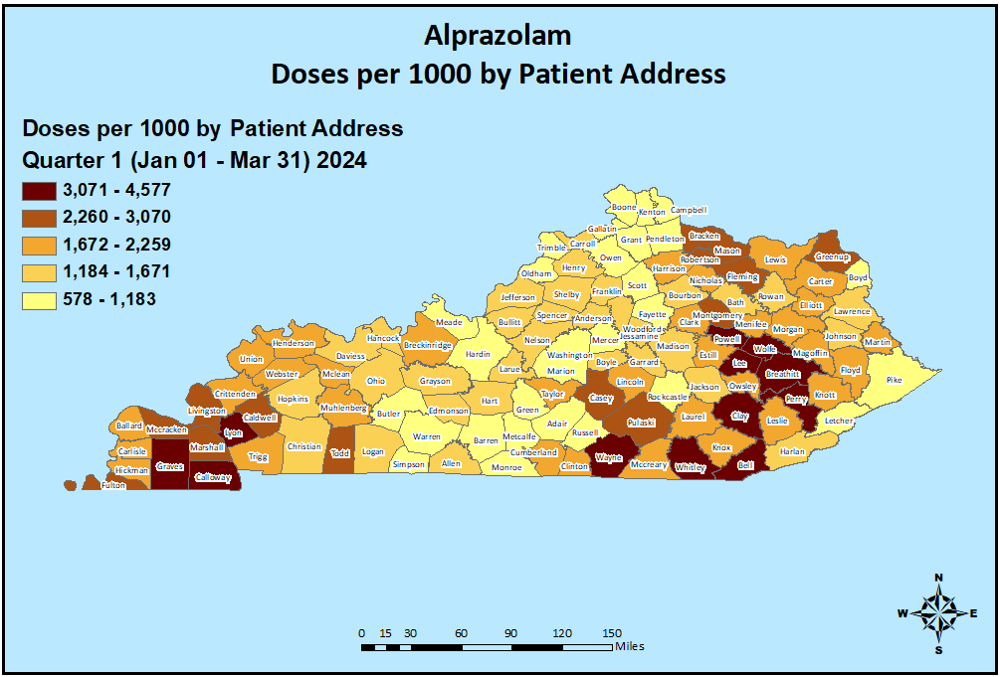 Alprazolam
Doses per 1000 by Patient Address
Doses per 1000 by Patient Address
Quarter 1 (Jan 01 - Mar 31) 2024
3,071 - 4,577
2,260 - 3,070
1,672 - 2,259
1,184 - 1,671
578 - 1,183
Boone
Kenton
Campbell
Gallatin
Carroll
Trimble
Grant
Pendleton
Bracken
Mason
Owen
Robertson
Lewis
Greenup
Oldham
Henry
Harrison
Fleming
Nicholas
Carter
Boyd
Scott
Jefferson
Shelby
Franklin
Bourbon
Bath
Rowan
Elliott
Lawrence
Meade
Bullitt
Spencer
Anderson
Fayette
Woodford
Clark
Montgomery
Menifee
Morgan
Johnson
Martin
Hancock
Breckinridge
Hardin
Nelson
Washington
Mercer
Jessamine
Madison
Estill
Powell
Wolfe
Magoffin
Henderson
Union
Daviess
Webster
Mclean
Ohio
Grayson
Larue
Marion
Boyle
Garrard
Lee
Breathitt
Floyd
Pike
Crittenden
Hopkins
Muhlenberg
Butler
Edmonson
Hart
Green
Taylor
Casey
Lincoln
Rockcastle
Jackson
Owsley
Perry
Knott
Livingston
Caldwell
Lyon
Ballard
Mccracken
Marshall
Carlisle
Hickman
Graves
Calloway
Fulton
Trigg
Christian
Todd
Logan
Warren
Simpson
Allen
Barren
Metcalfe
Monroe
Adair
Russell
Cumberland
Clinton
Wayne
Pulaski
Mccreary
Laurel
Whitley
Knox
Clay
Bell
Leslie
Harlan
Letcher
N
W
E
S
0 15 30 60 90 120 150
Miles